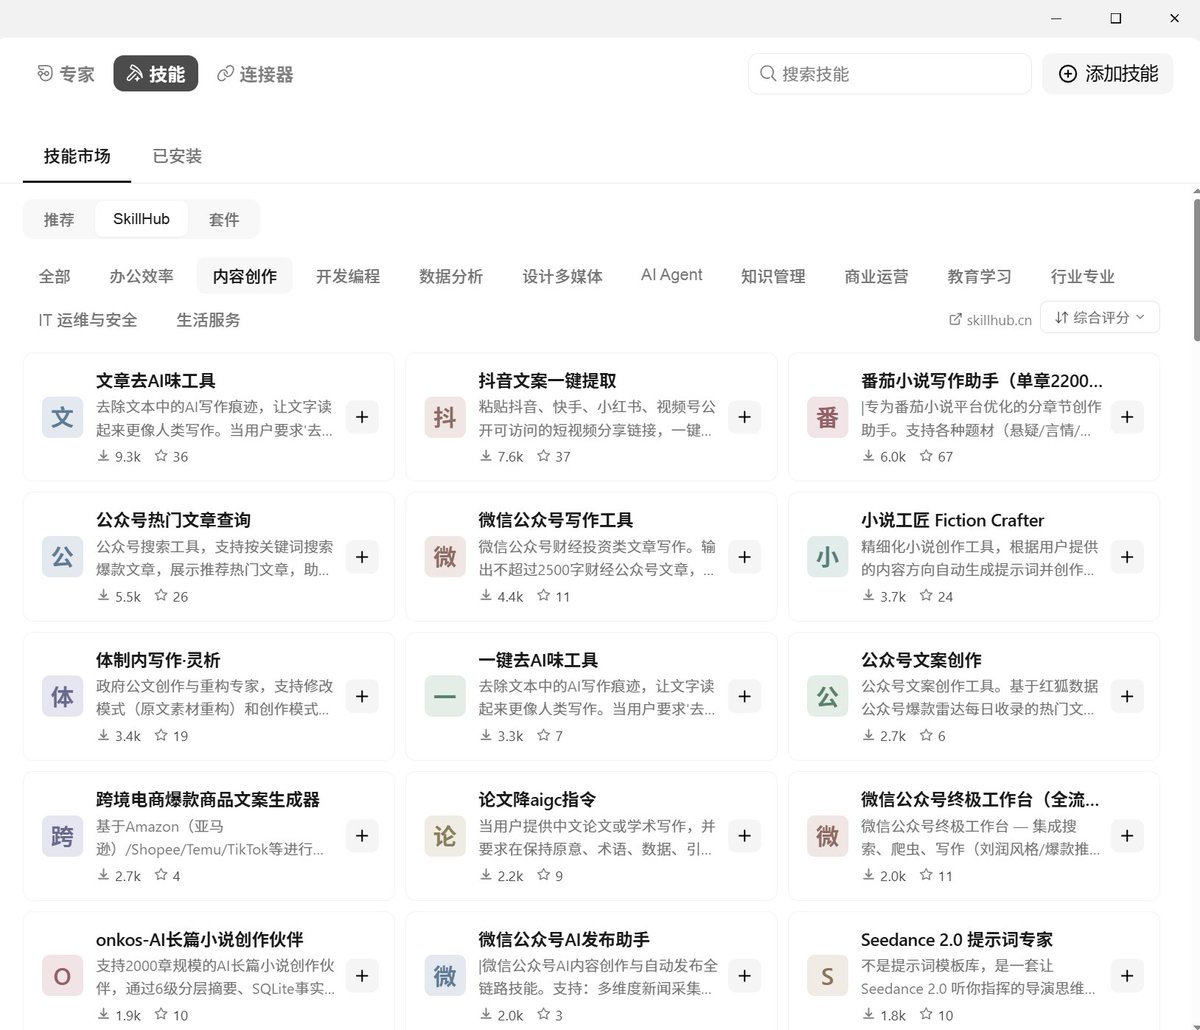 专家
技能
连接器
搜索技能
添加技能
技能市场
已安装
推荐
SkillHub
套件
全部
办公效率
内容创作
开发编程
数据分析
设计多媒体
AI Agent
知识管理
商业运营
教育学习
行业专业
IT 运维与安全
生活服务
skillhub.cn
综合评分
文
文章去AI味工具
去除文本中的AI写作痕迹，让文字读
起来更像人类写作。当用户要求'去...
9.3k 36
抖
抖音文案一键提取
粘贴抖音、快手、小红书、视频号公
开可访问的短视频分享链接，一键...
7.6k 37
番
番茄小说写作助手（单章2200...
|专为番茄小说平台优化的分章节创作
助手。支持各种题材（悬疑/言情/...
6.0k 67
公
公众号热门文章查询
公众号搜索工具，支持按关键词搜索
爆款文章，展示推荐热门文章，助...
5.5k 26
微
微信公众号写作工具
微信公众号财经投资类文章写作。输
出不超过2500字财经公众号文章，...
4.4k 11
小
小说工匠 Fiction Crafter
精细化小说创作工具，根据用户提供
的内容方向自动生成提示词并创作...
3.7k 24
体
体制内写作·灵析
政府公文创作与重构专家，支持修改
模式（原文素材重构）和创作模式...
3.4k 19
一
一键去AI味工具
去除文本中的AI写作痕迹，让文字读
起来更像人类写作。当用户要求'去...
3.3k 7
公
公众号文案创作
公众号文案创作工具。基于红狐数据
公众号爆款雷达每日收录的热门文...
2.7k 6
跨
跨境电商爆款商品文案生成器
基于Amazon（亚马
逊）/Shopee/Temu/TikTok等进行...
2.7k 4
论
论文降aigc指令
当用户提供中文论文或学术写作，并
要求在保持原意、术语、数据、引...
2.2k 9
微
微信公众号终极工作台（全流...
微信公众号终极工作台 — 集成搜
索、爬虫、写作（刘润风格/爆款推...
2.0k 11
O
onkos-AI长篇小说创作伙伴
支持2000章规模的AI长篇小说创作伙
伴，通过6级分层摘要、SQLite事实...
1.9k 10
微
微信公众号AI发布助手
|微信公众号AI内容创作与自动发布全
链路技能。支持：多维度新闻采集...
2.0k 3
S
Seedance 2.0 提示词专家
不是提示词模板库，是一套让
Seedance 2.0 听你指挥的导演思维...
1.8k 10